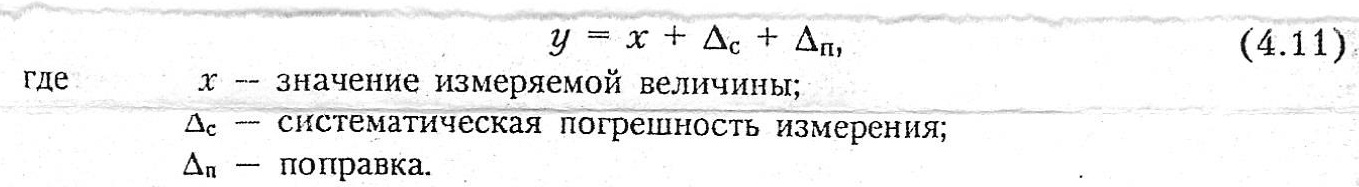 y = x + Δс + Δп, (4.11)
где x — значение измеряемой величины;
Δс — систематическая погрешность измерения;
Δп — поправка.